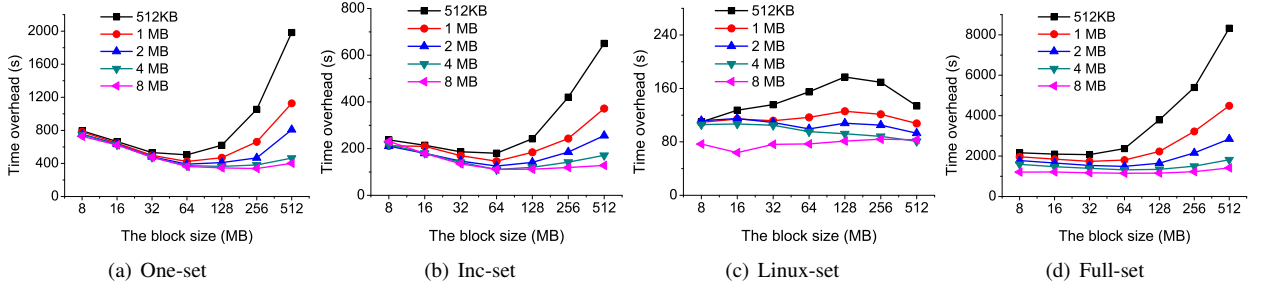 Time overhead (s)
2000
1600
1200
800
400
0
512KB
1 MB
2 MB
4 MB
8 MB
8 16 32 64 128 256 512
The block size (MB)
(a) One-set
Time overhead (s)
800
600
400
200
0
512KB
1 MB
2 MB
4 MB
8 MB
8 16 32 64 128 256 512
The block size (MB)
(b) Inc-set
Time overhead (s)
280
240
160
80
0
512KB
1 MB
2 MB
4 MB
8 MB
8 16 32 64 128 256 512
The block size (MB)
(c) Linux-set
Time overhead (s)
8000
6000
4000
2000
0
512KB
1 MB
2 MB
4 MB
8 MB
8 16 32 64 128 256 512
The block size (MB)
(d) Full-set